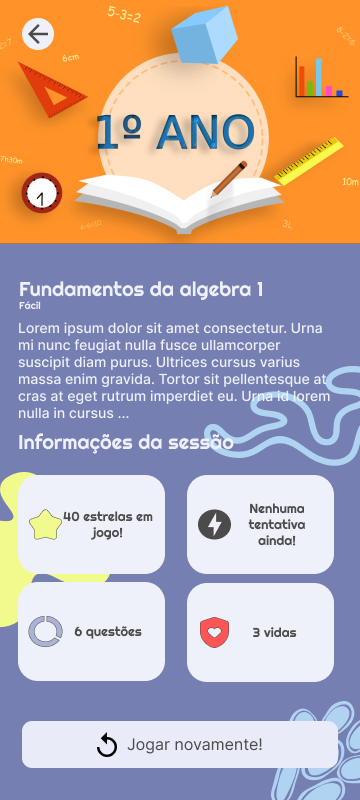 5-3=2
6cm
1º ANO
7h30m
10m
3L
Fundamentos da algebra 1
Fácil
Lorem ipsum dolor sit amet consectetur. Urna
mi nunc feugiat nulla fusce ullamcorper
suscipit diam purus. Ultrices cursus varius
massa enim gravida. Tortor sit pellentesque at
cras at eget rutrum imperdiet eu. Urna id lorem
nulla in cursus ...
Informações da sessão
40 estrelas em
jogo!
Nenhuma
tentativa
ainda!
6 questões
3 vidas
Jogar novamente!